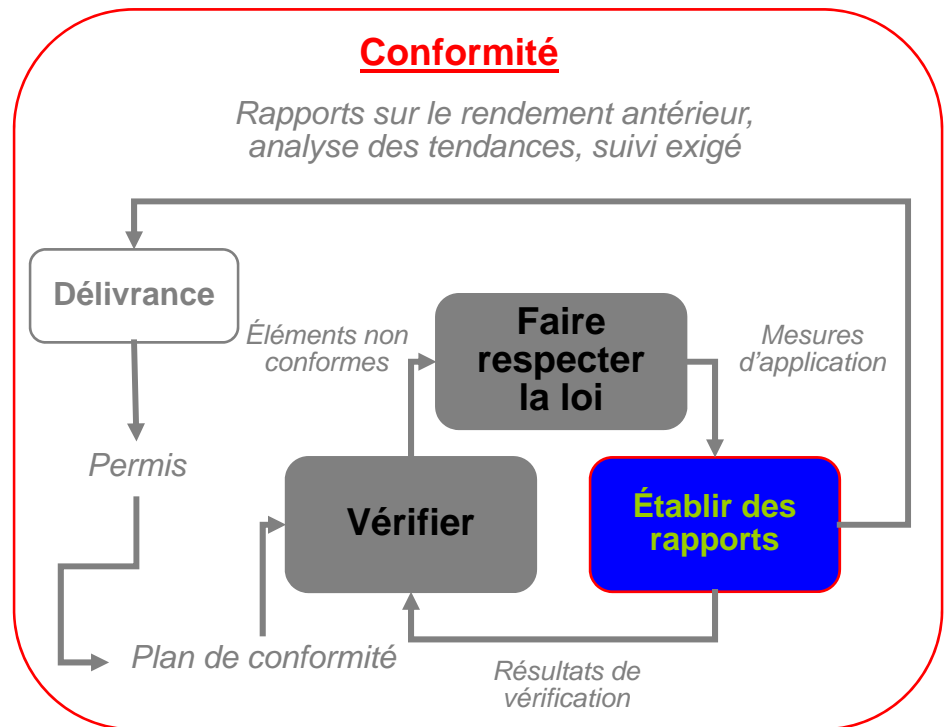 Conformité
Rapports sur le rendement antérieur,
analyse des tendances, suivi exigé
Délivrance
Éléments non
conformes
Faire
respecter
la loi
Mesures
d’application
Permis
Vérifier
Établir des
rapports
Plan de conformité
Résultats de
vérification